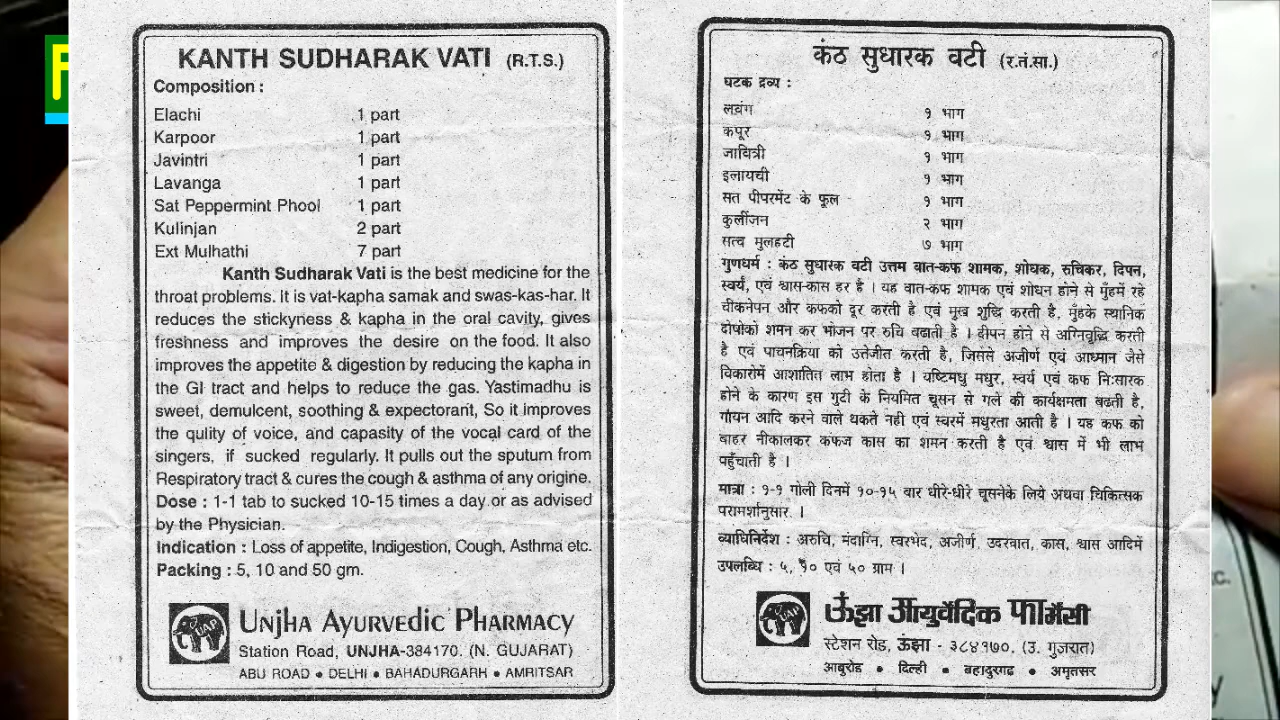 F
KANTH SUDHARAK VATI (R.T.S.)
Composition :
Elachi 1 part
Karpoor 1 part
Javintri 1 part
Lavanga 1 part
Sat Peppermint Phool 1 part
Kulinjan 2 part
Ext Mulhathi 7 part
Kanth Sudharak Vati is the best medicine for the
throat problems. It is vat-kapha samak and swas-kas-har. It
reduces the stickyness & kapha in the oral cavity, gives
freshness and improves the desire on the food. It also
improves the appetite & digestion by reducing the kapha in
the GI tract and helps to reduce the gas. Yastimadhu is
sweet, demulcent, soothing & expectorant, So it improves
the qulity of voice, and capasity of the vocal card of the
singers, if sucked regularly. It pulls out the sputum from
Respiratory tract & cures the cough & asthma of any origine.
Dose : 1-1 tab to sucked 10-15 times a day or as advised
by the Physician.
Indication : Loss of appetite, Indigestion, Cough, Asthma etc.
Packing : 5, 10 and 50 gm.
UAP
UNJHA AYURVEDIC PHARMACY
Station Road, UNJHA-384170. (N. GUJARAT)
ABU ROAD • DELHI • BAHADURGARH • AMRITSAR
कंठ सुधारक वटी (र.तं.सा.)
घटक द्रव्य :
लवंग १ भाग
कपूर १ भाग
जावित्री १ भाग
इलायची १ भाग
सत पीपरमेंट के फूल १ भाग
कुलींजन २ भाग
सत्व मुलहटी ७ भाग
गुणधर्म : कंठ सुधारक वटी उत्तम वात-कफ शामक, शोधक, रुचिकर, दिपन,
स्वर्य, एवं श्वास-कास हर है । यह वात-कफ शामक एवं शोधन होने से मुँहमें रहे
चीकनेपन और कफको दूर करती है एवं मुख शुध्दि करती है, मुंहके स्थानिक
दोषोंको शमन कर भोजन पर रुचि बढाती है । दीपन होने से अग्निवृध्दि करती
है एवं पाचनक्रिया को उत्तेजीत करती है, जिससे अजीर्ण एवं आध्मान जैसे
विकारोमें आशातित लाभ होता है । यष्टिमधु मधुर, स्वर्य एवं कफ निःसारक
होने के कारण इस गुटी के नियमित चूसन से गले की कार्यक्षमता बढती है,
गायन आदि करने वाले थकते नही एवं स्वरमें मधुरता आती है । यह कफ को
बाहर नीकालकर कफज कास का शमन करती है एवं श्वास में भी लाभ
पहुँचाती है ।
मात्रा : १-१ गोली दिनमें १०-१५ बार धीरे-धीरे चूसनेके लिये अथवा चिकित्सक
परामर्शानुसार ।
व्याधिनिर्देश : अरुचि, मंदाग्नि, स्वरभेद, अजीर्ण, उदरवात, कास, श्वास आदिमें
उपलब्धि : ५, १० एवं ५० ग्राम ।
UAP
ऊंझा आयुर्वेदिक फार्मेसी
स्टेशन रोड, ऊंझा - ३८४१७०. (उ. गुजरात)
आबुरोड • दिल्ही • बहादुरगढ • अमृतसर